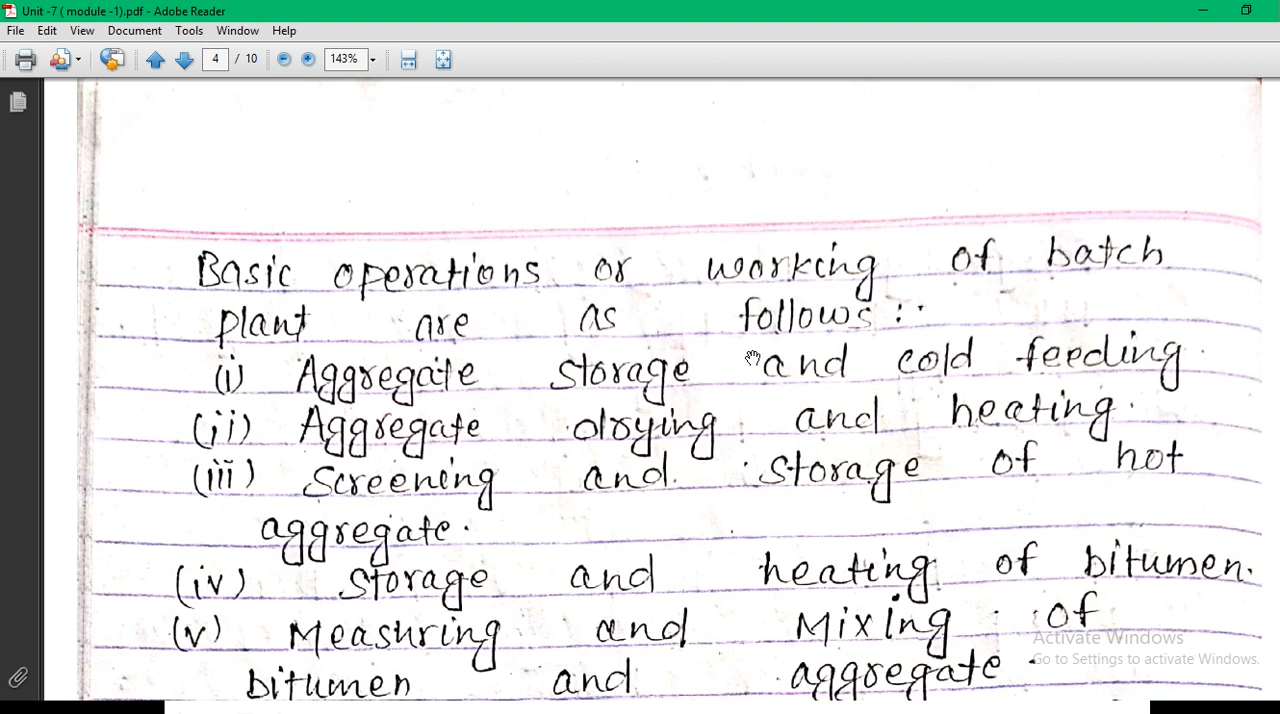 Unit -7 ( module -1).pdf - Adobe Reader
File Edit View Document Tools Window Help
4 / 10 143%
Basic operations or working of batch
plant are as follows:-
(i) Aggregate storage and cold feeding.
(ii) Aggregate drying and heating.
(iii) Screening and storage of hot
aggregate.
(iv) Storage and heating of bitumen.
(v) Measuring and Mixing of
bitumen and aggregate.
Activate Windows
Go to Settings to activate Windows.